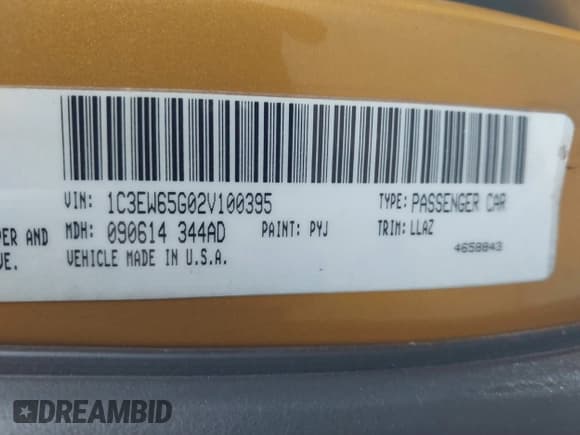 VIN: 1C3EW65G02V100395 TYPE: PASSENGER CAR
PER AND MDH: 090614 344AD PAINT: PYJ TRIM: LLAZ
VE. VEHICLE MADE IN U.S.A. 4658843
DREAMBID